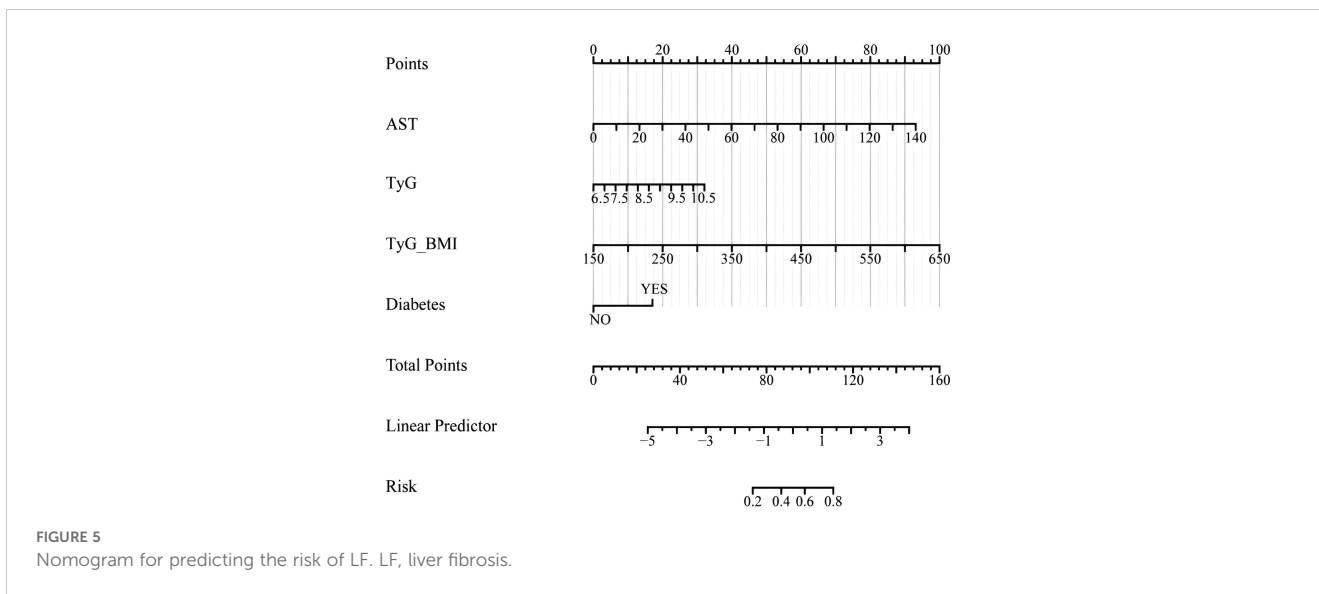 0 20 40 60 80 100
Points
AST
0 20 40 60 80 100 120 140
TyG
6.5 7.5 8.5 9.5 10.5
TyG_BMI
150 250 350 450 550 650
YES
Diabetes
NO
Total Points
0 40 80 120 160
Linear Predictor
−5 −3 −1 1 3
Risk
0.2 0.4 0.6 0.8
FIGURE 5
Nomogram for predicting the risk of LF. LF, liver fibrosis.